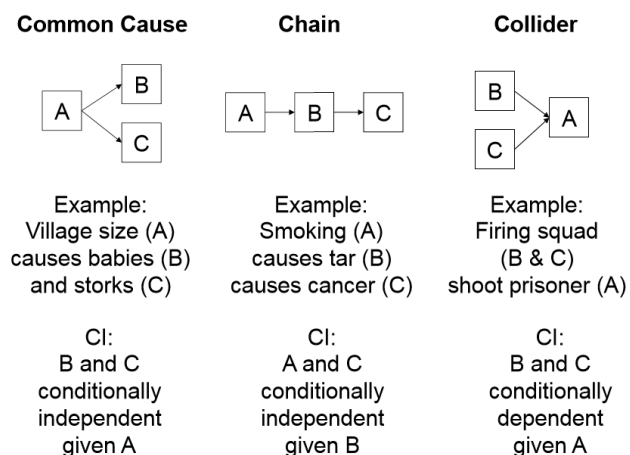 Common Cause
A
B
C
Example:
Village size (A)
causes babies (B)
and storks (C)
CI:
B and C
conditionally
independent
given A
Chain
A
B
C
Example:
Smoking (A)
causes tar (B)
causes cancer (C)
CI:
A and C
conditionally
independent
given B
Collider
B
C
A
Example:
Firing squad
(B & C)
shoot prisoner (A)
CI:
B and C
conditionally
dependent
given A